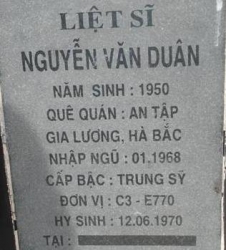 LIỆT SĨ
NGUYỄN VĂN DUÂN
NĂM SINH : 1950
QUÊ QUÁN : AN TẬP
GIA LƯƠNG, HÀ BẮC
NHẬP NGŨ : 01.1968
CẤP BẬC : TRUNG SỸ
ĐƠN VỊ : C3 - E770
HY SINH : 12.06.1970
TẠI :